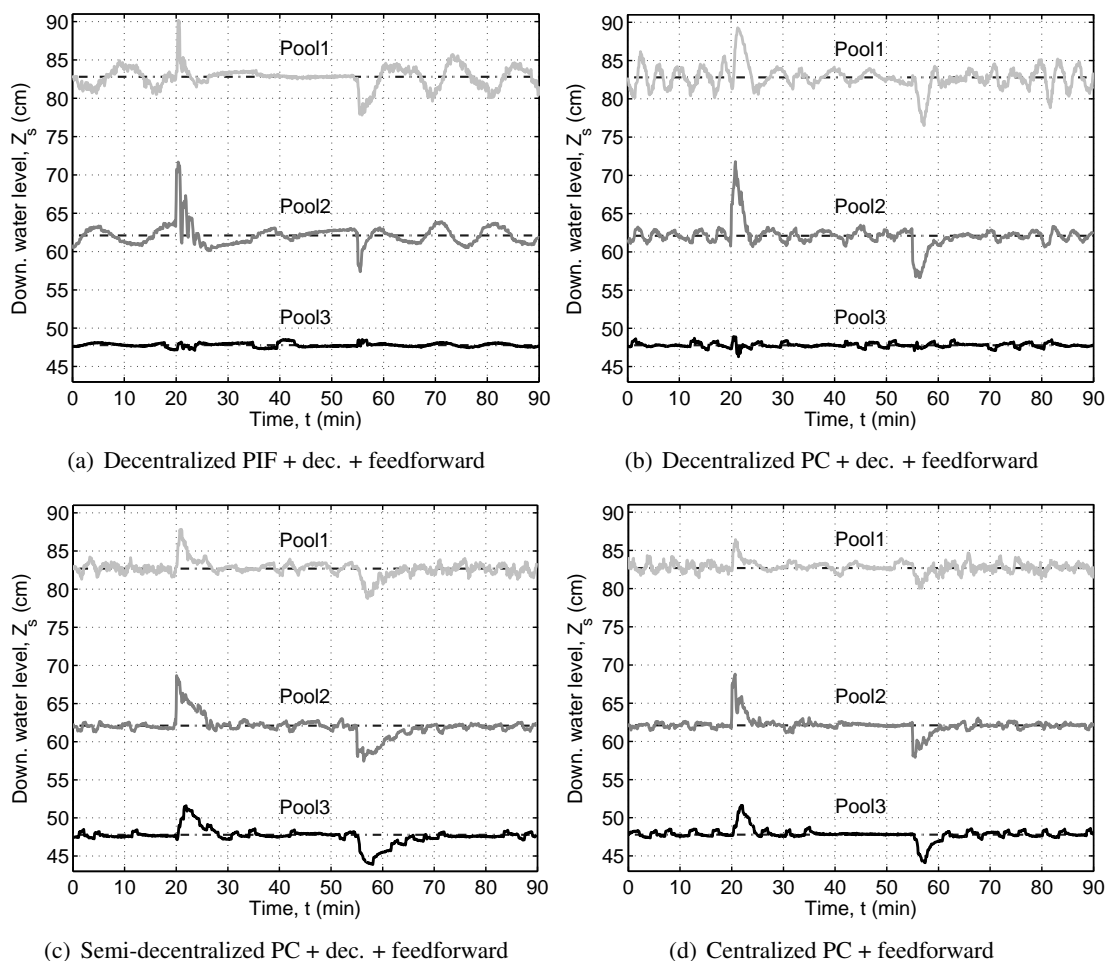 90
85
80
75
70
65
60
55
50
45
Down. water level, Z_s (cm)
Pool1
Pool2
Pool3
0 10 20 30 40 50 60 70 80 90
Time, t (min)
(a) Decentralized PIF + dec. + feedforward
90
85
80
75
70
65
60
55
50
45
Down. water level, Z_s (cm)
Pool1
Pool2
Pool3
0 10 20 30 40 50 60 70 80 90
Time, t (min)
(b) Decentralized PC + dec. + feedforward
90
85
80
75
70
65
60
55
50
45
Down. water level, Z_s (cm)
Pool1
Pool2
Pool3
0 10 20 30 40 50 60 70 80 90
Time, t (min)
(c) Semi-decentralized PC + dec. + feedforward
90
85
80
75
70
65
60
55
50
45
Down. water level, Z_s (cm)
Pool1
Pool2
Pool3
0 10 20 30 40 50 60 70 80 90
Time, t (min)
(d) Centralized PC + feedforward